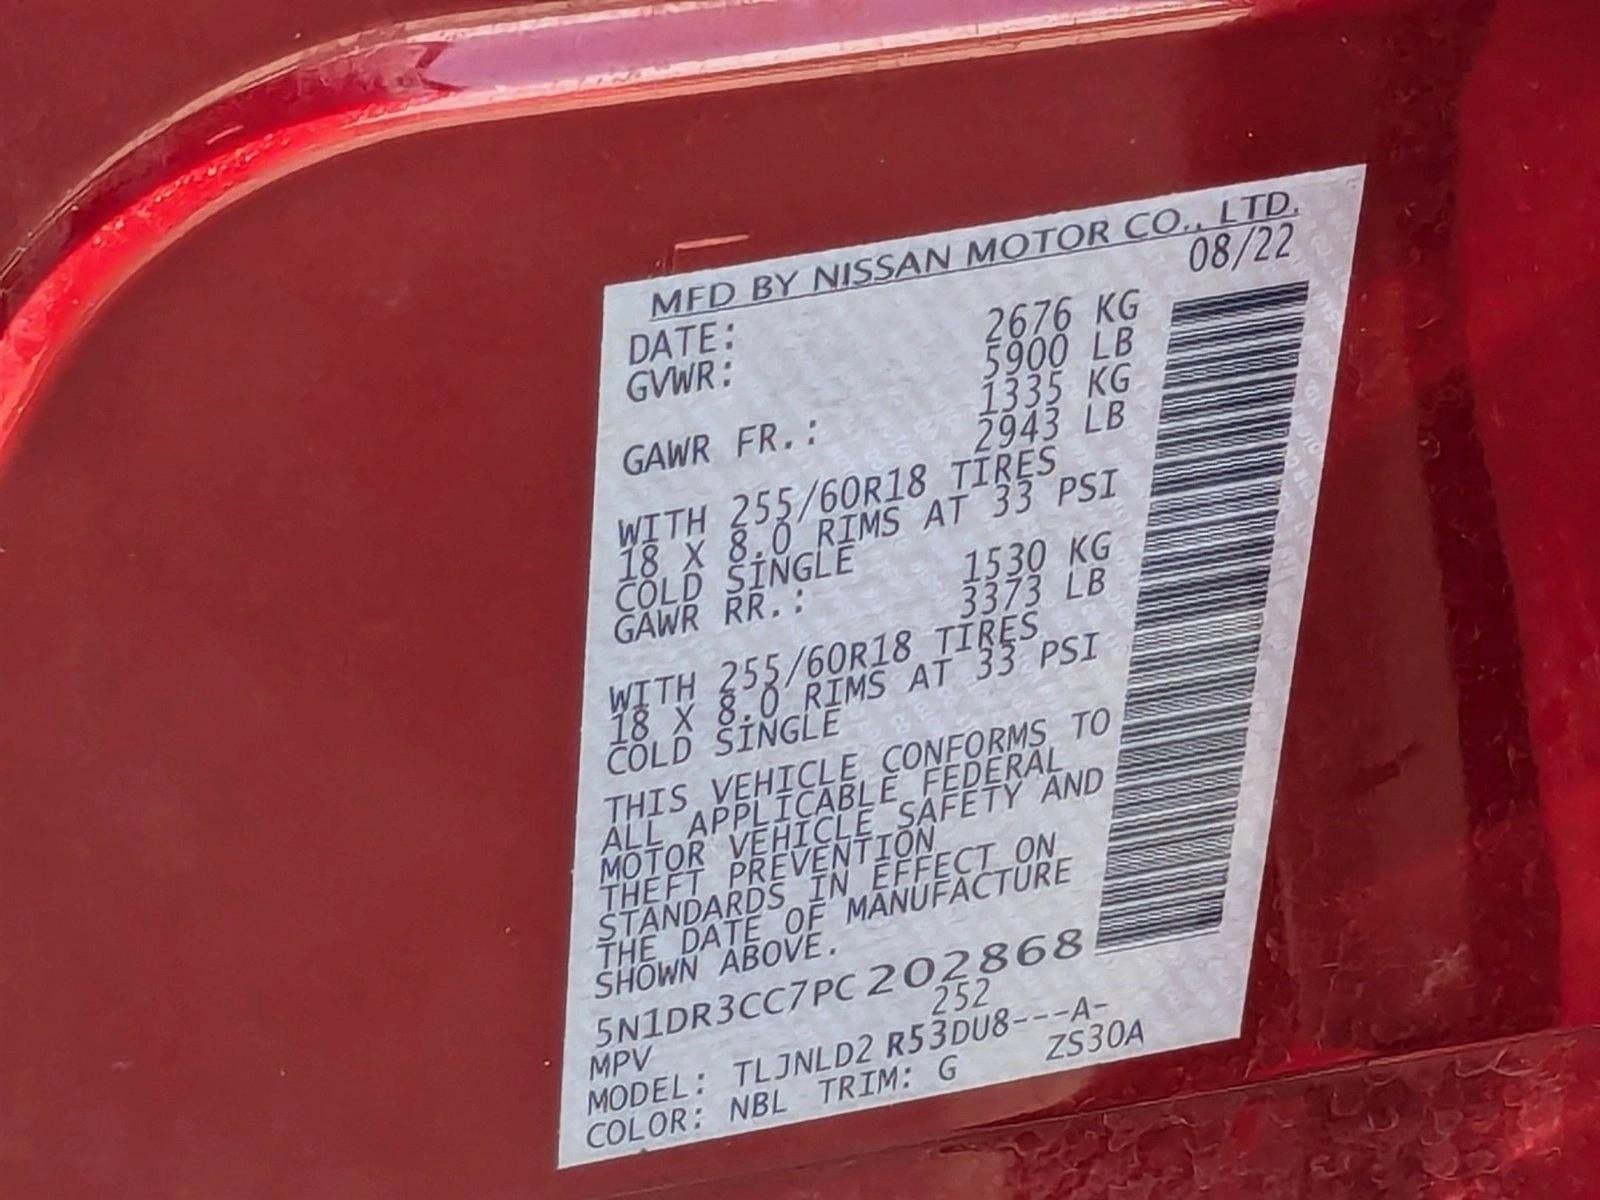 MFD BY NISSAN MOTOR CO., LTD.
DATE: 08/22
GVWR: 2676 KG
5900 LB
GAWR FR.: 1335 KG
2943 LB
WITH 255/60R18 TIRES
18 X 8.0 RIMS AT 33 PSI
COLD SINGLE
GAWR RR.: 1530 KG
3373 LB
WITH 255/60R18 TIRES
18 X 8.0 RIMS AT 33 PSI
COLD SINGLE
THIS VEHICLE CONFORMS TO
ALL APPLICABLE FEDERAL
MOTOR VEHICLE SAFETY AND
THEFT PREVENTION
STANDARDS IN EFFECT ON
THE DATE OF MANUFACTURE
SHOWN ABOVE.
5N1DR3CC7PC202868
MPV 252
MODEL: TLJNLD2 R53DU8---A-
COLOR: NBL TRIM: G ZS30A